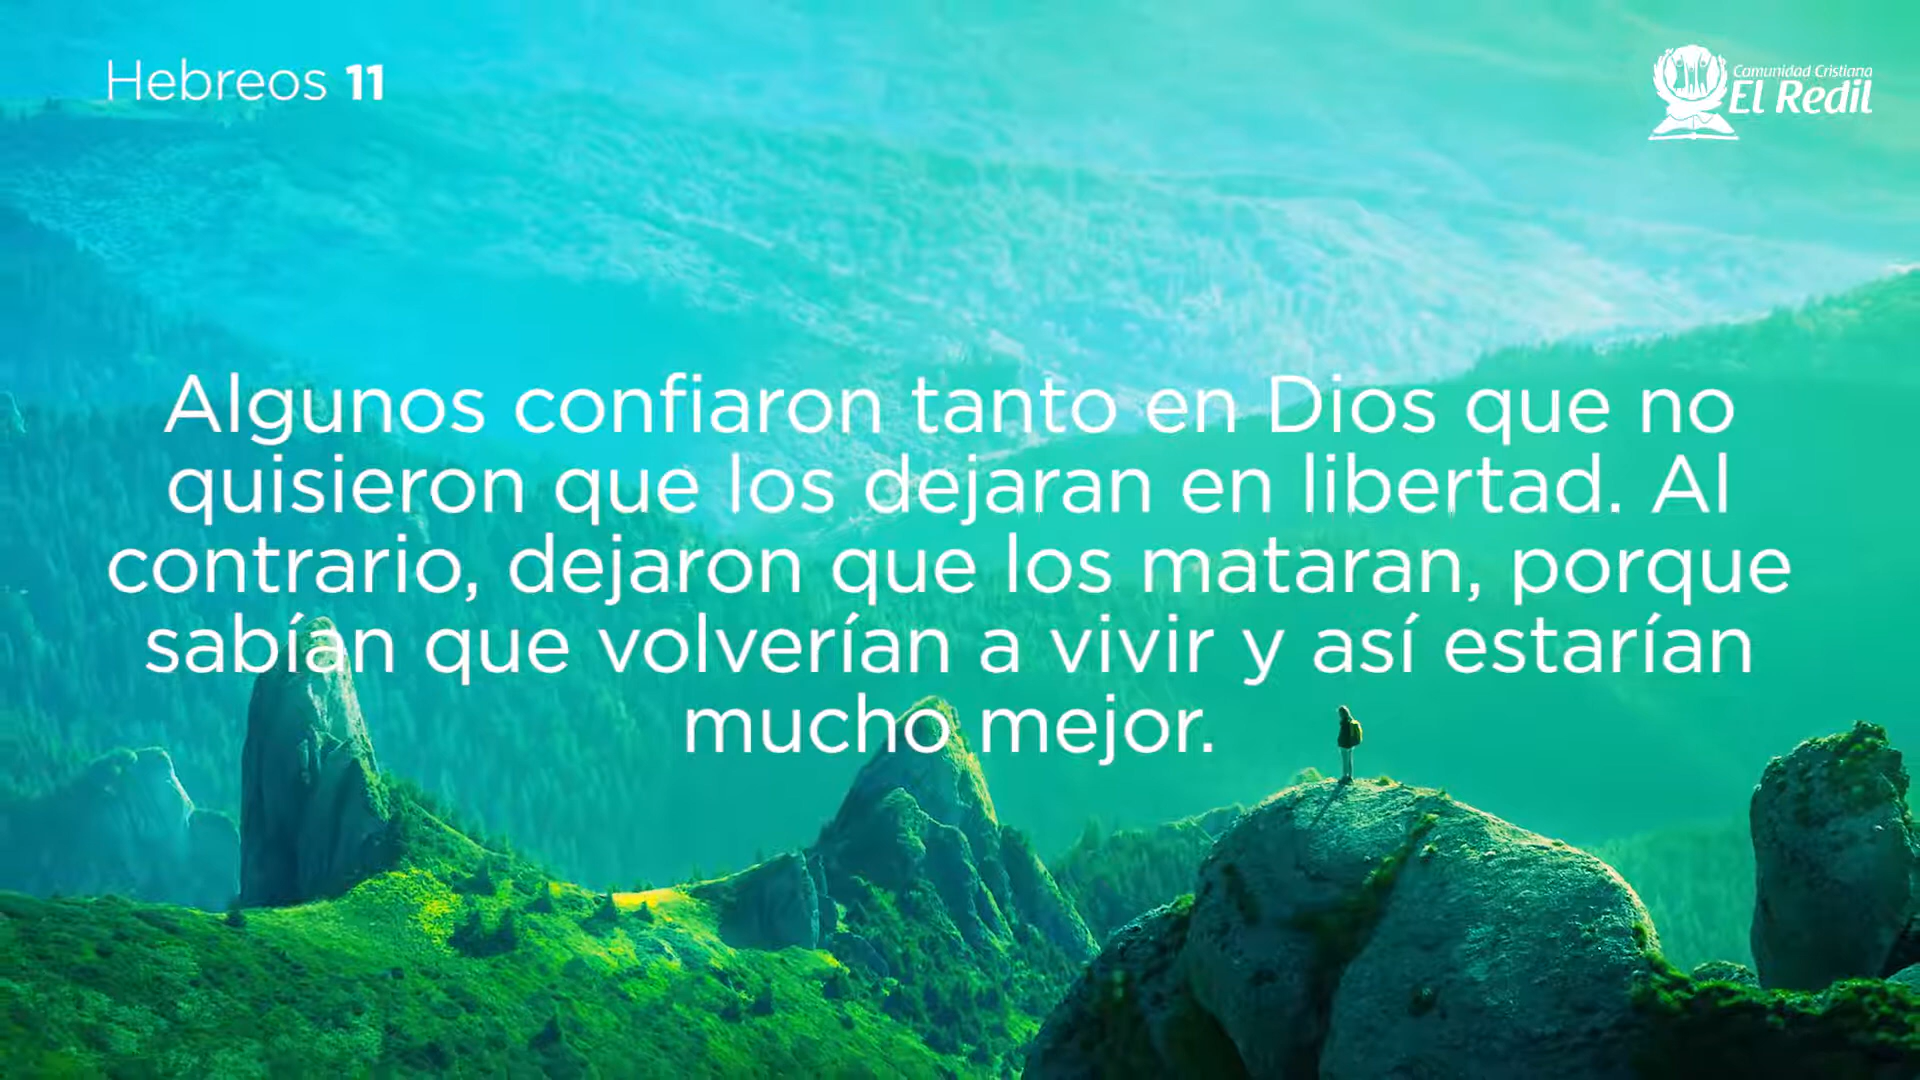 Hebreos 11
Comunidad Cristiana
El Redil
Algunos confiaron tanto en Dios que no
quisieron que los dejaran en libertad. Al
contrario, dejaron que los mataran, porque
sabían que volverían a vivir y así estarían
mucho mejor.